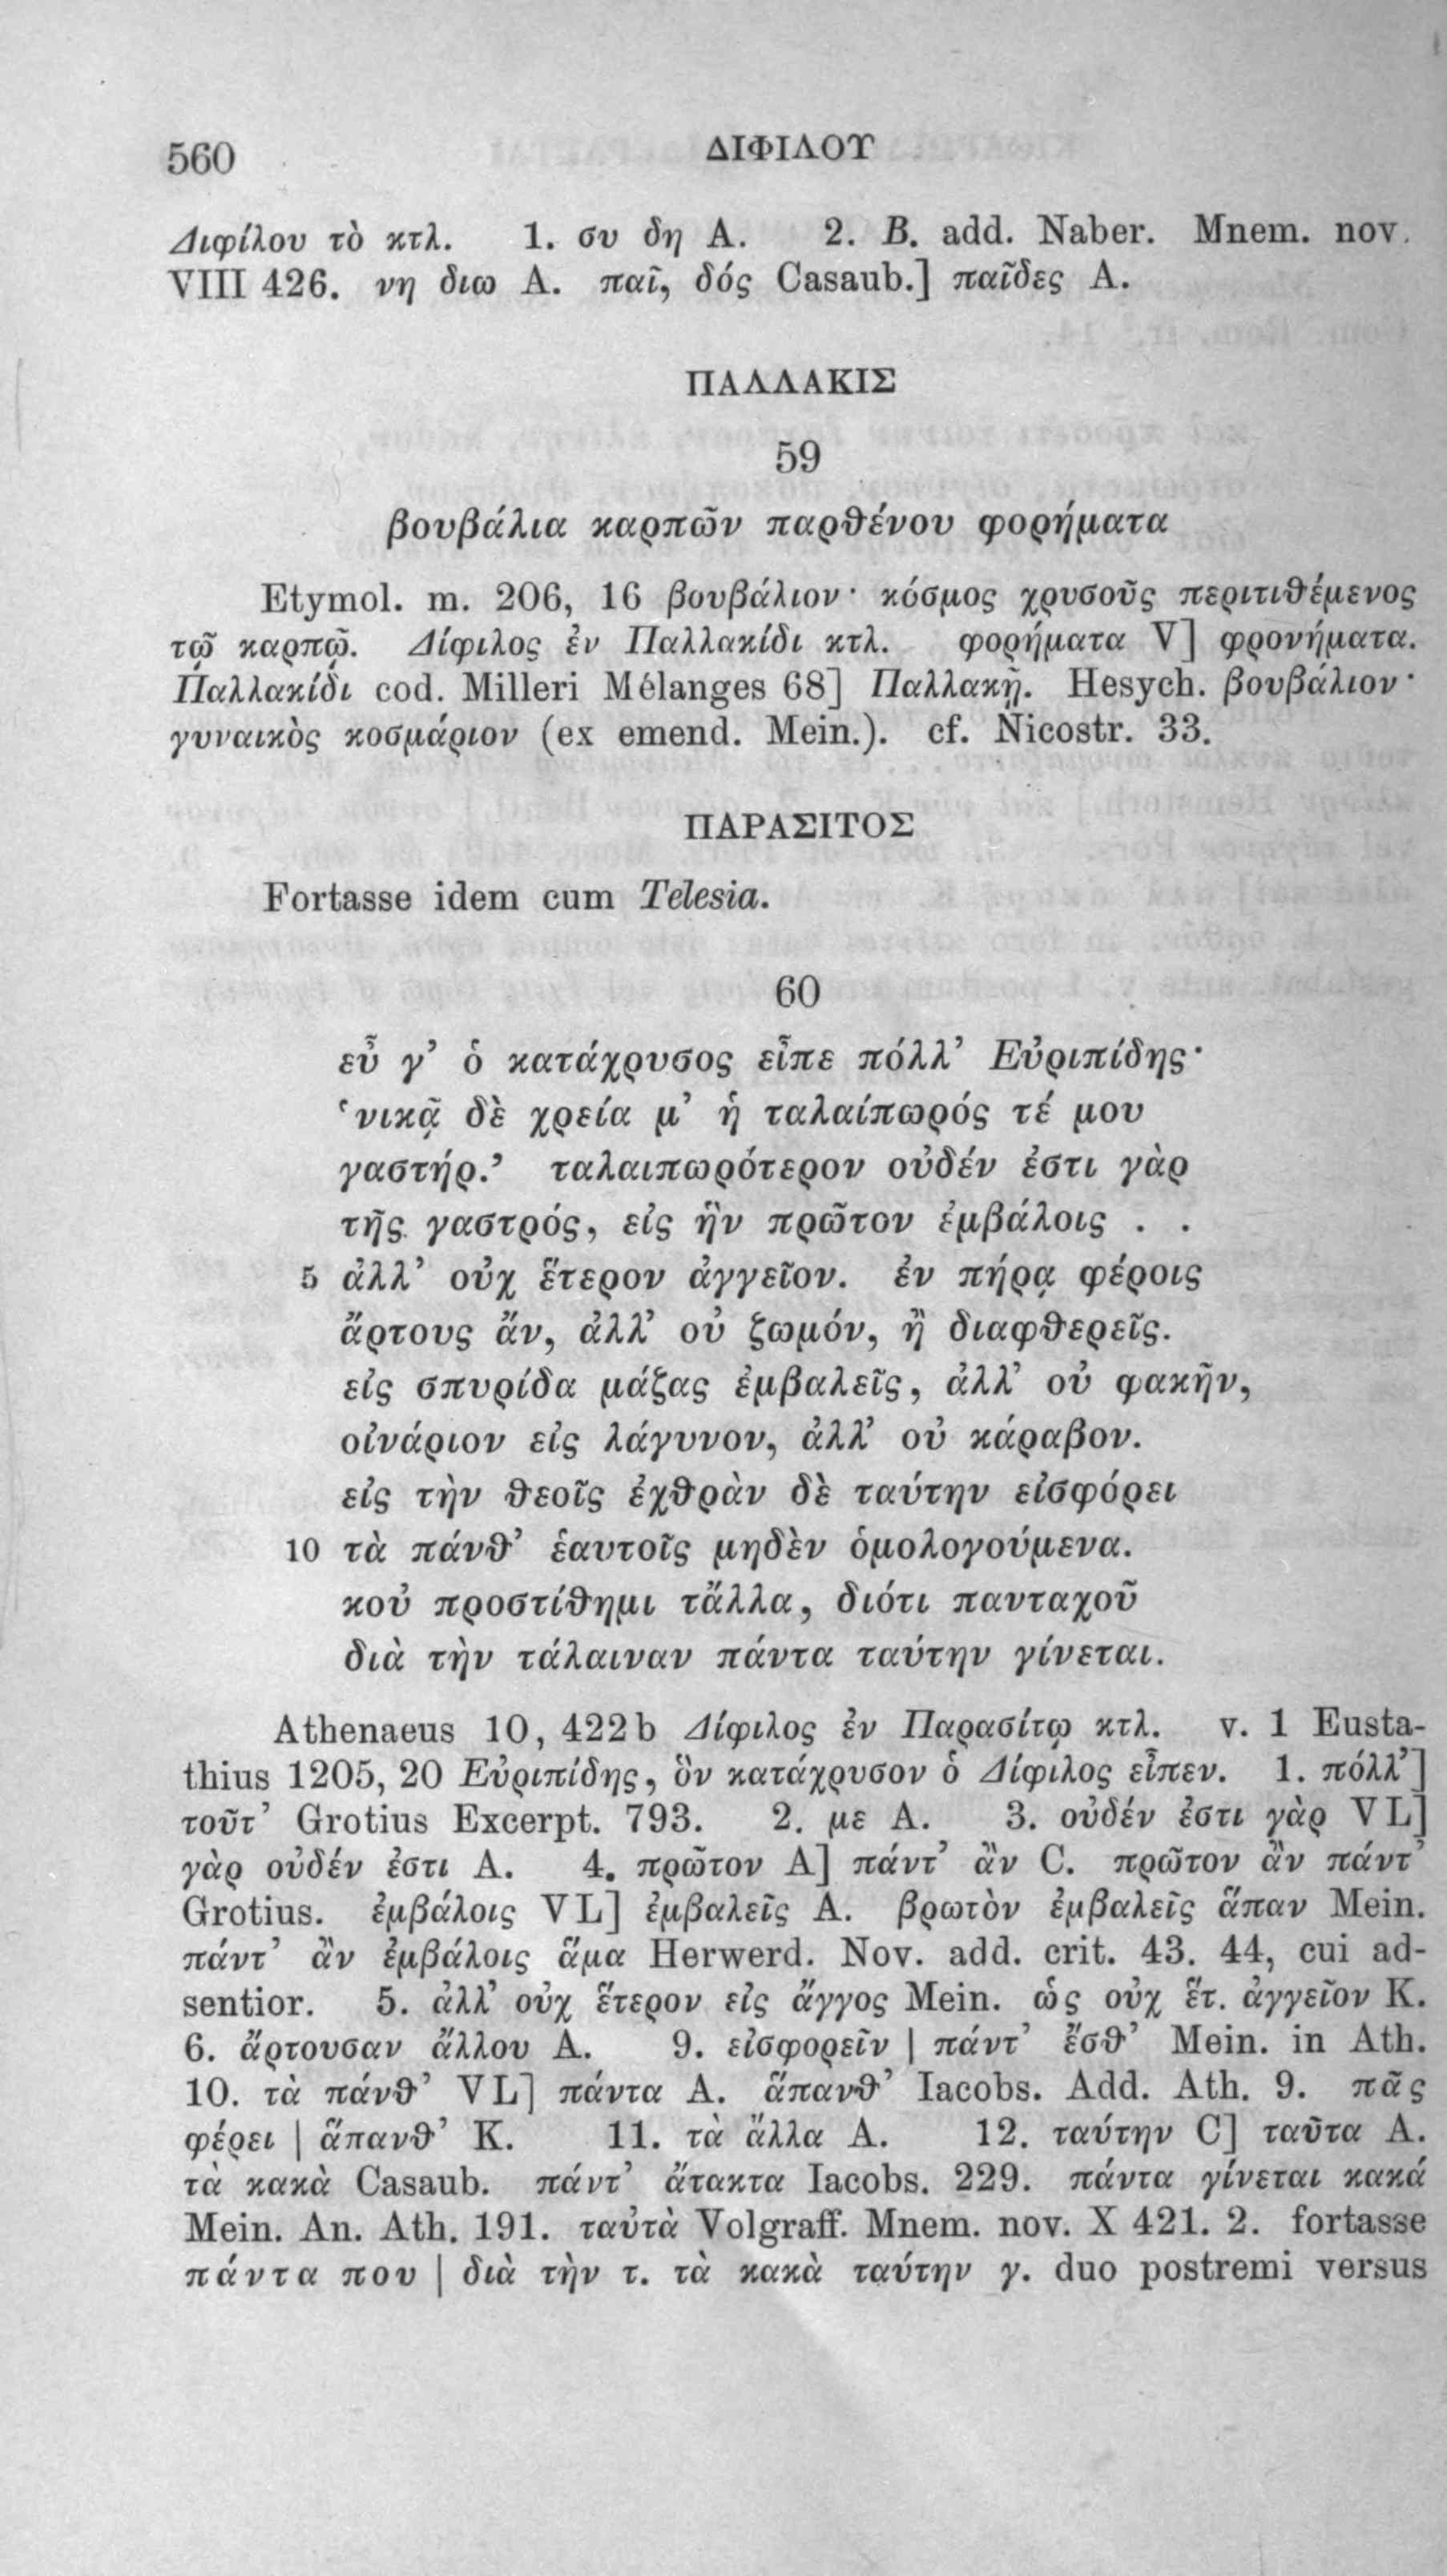 560 ΔΙΦΙΛΟΥ
Διφίλου τὸ κτλ. 1. συ δη A. 2. B. add. Naber. Mnem. nov.
VIII 426. νη διω A. παῖ, δός Casaub.] παῖδες A.
ΠΑΛΛΑΚΙΣ
59
βουβάλια καρπῶν παρθένου φορήματα
Etymol. m. 206, 16 βουβάλιον· κόσμος χρυσοῦς περιτιθέμενος
τῷ καρπῷ. Δίφιλος ἐν Παλλακίδι κτλ. φορήματα V] φρονήματα.
Παλλακίδι cod. Milleri Mélanges 68] Παλλακῇ. Hesych. βουβάλιον·
γυναικὸς κοσμάριον (ex emend. Mein.). cf. Nicostr. 33.
ΠΑΡΑΣΙΤΟΣ
Fortasse idem cum Telesia.
60
εὖ γ’ ὁ κατάχρυσος εἶπε πόλλ’ Εὐριπίδης·
‘νικᾷ δὲ χρεία μ’ ἡ ταλαίπωρός τέ μου
γαστήρ.’ ταλαιπωρότερον οὐδέν ἐστι γὰρ
τῆς γαστρός, εἰς ἣν πρῶτον ἐμβάλοις . .
5 ἀλλ’ οὐχ ἕτερον ἀγγεῖον. ἐν πήρᾳ φέροις
ἄρτους ἄν, ἀλλ’ οὐ ζωμόν, ἢ διαφθερεῖς.
εἰς σπυρίδα μάζας ἐμβαλεῖς, ἀλλ’ οὐ φακῆν,
οἰνάριον εἰς λάγυνον, ἀλλ’ οὐ κάραβον.
εἰς τὴν θεοῖς ἐχθρὰν δὲ ταύτην εἰσφόρει
10 τὰ πάνθ’ ἑαυτοῖς μηδὲν ὁμολογούμενα.
κοὐ προστίθημι τἄλλα, διότι πανταχοῦ
διὰ τὴν τάλαιναν πάντα ταύτην γίνεται.
Athenaeus 10, 422b Δίφιλος ἐν Παρασίτῳ κτλ. v. 1 Eusta-
thius 1205, 20 Εὐριπίδης, ὃν κατάχρυσον ὁ Δίφιλος εἶπεν. 1. πόλλ’]
τοῦτ’ Grotius Excerpt. 793. 2. με A. 3. οὐδέν ἐστι γὰρ VL]
γὰρ οὐδέν ἐστι A. 4. πρῶτον A] πάντ’ ἂν C. πρῶτον ἂν πάντ’
Grotius. ἐμβάλοις VL] ἐμβαλεῖς A. βρωτὸν ἐμβαλεῖς ἅπαν Mein.
πάντ’ ἂν ἐμβάλοις ἅμα Herwerd. Nov. add. crit. 43. 44, cui ad-
sentior. 5. ἀλλ’ οὐχ ἕτερον εἰς ἄγγος Mein. ὡς οὐχ ἕτ. ἀγγεῖον K.
6. ἄρτουσαν ἄλλου A. 9. εἰσφορεῖν | πάντ’ ἔσθ’ Mein. in Ath.
10. τὰ πάνθ’ VL] πάντα A. ἅπανθ’ Iacobs. Add. Ath. 9. πᾶς
φέρει | ἅπανθ’ K. 11. τὰ ἄλλα A. 12. ταύτην C] ταῦτα A.
τὰ κακὰ Casaub. πάντ’ ἄτακτα Iacobs. 229. πάντα γίνεται κακά
Mein. An. Ath. 191. ταὐτὰ Volgraff. Mnem. nov. X 421. 2. fortasse
πάντα που | διὰ τὴν τ. τὰ κακὰ ταύτην γ. duo postremi versus